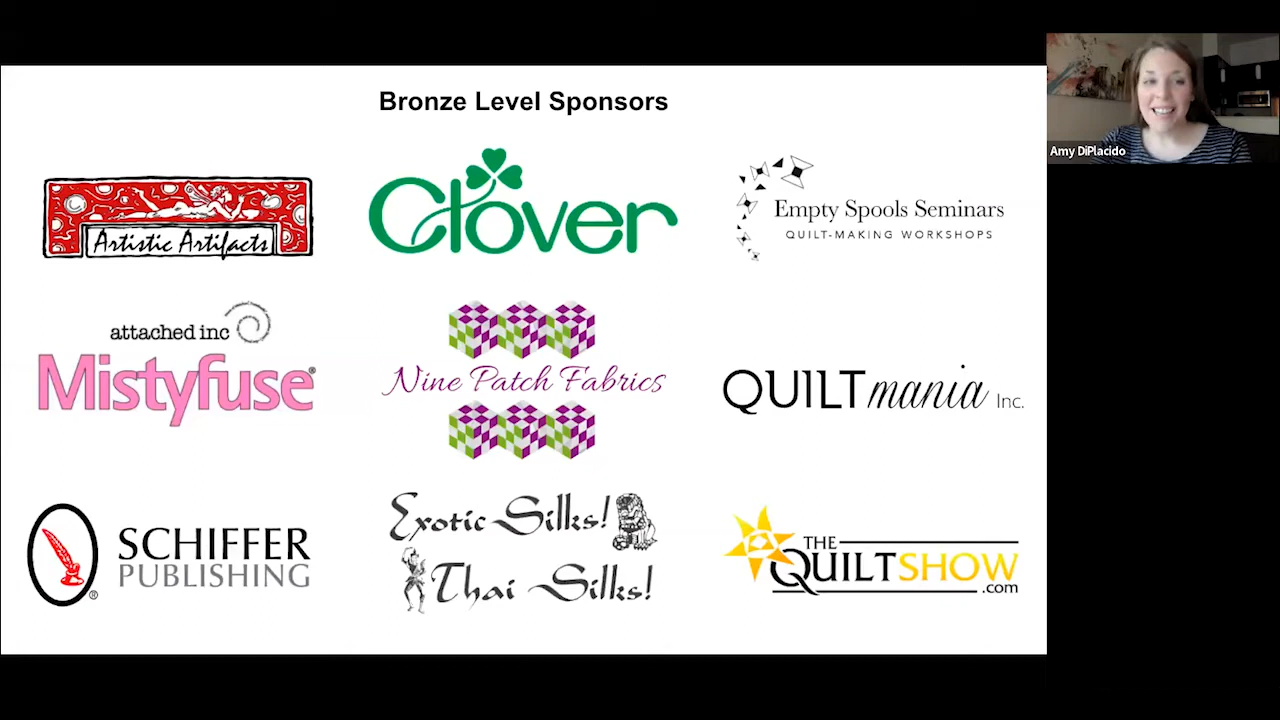 Bronze Level Sponsors
Amy DiPlacido
Artistic Artifacts
Clover
Empty Spools Seminars
QUILT-MAKING WORKSHOPS
attached inc
Mistyfuse®
Nine Patch Fabrics
QUILTmania Inc.
SCHIFFER
PUBLISHING
®
Exotic Silks!
Thai Silks!
THE
QUILTSHOW
.com